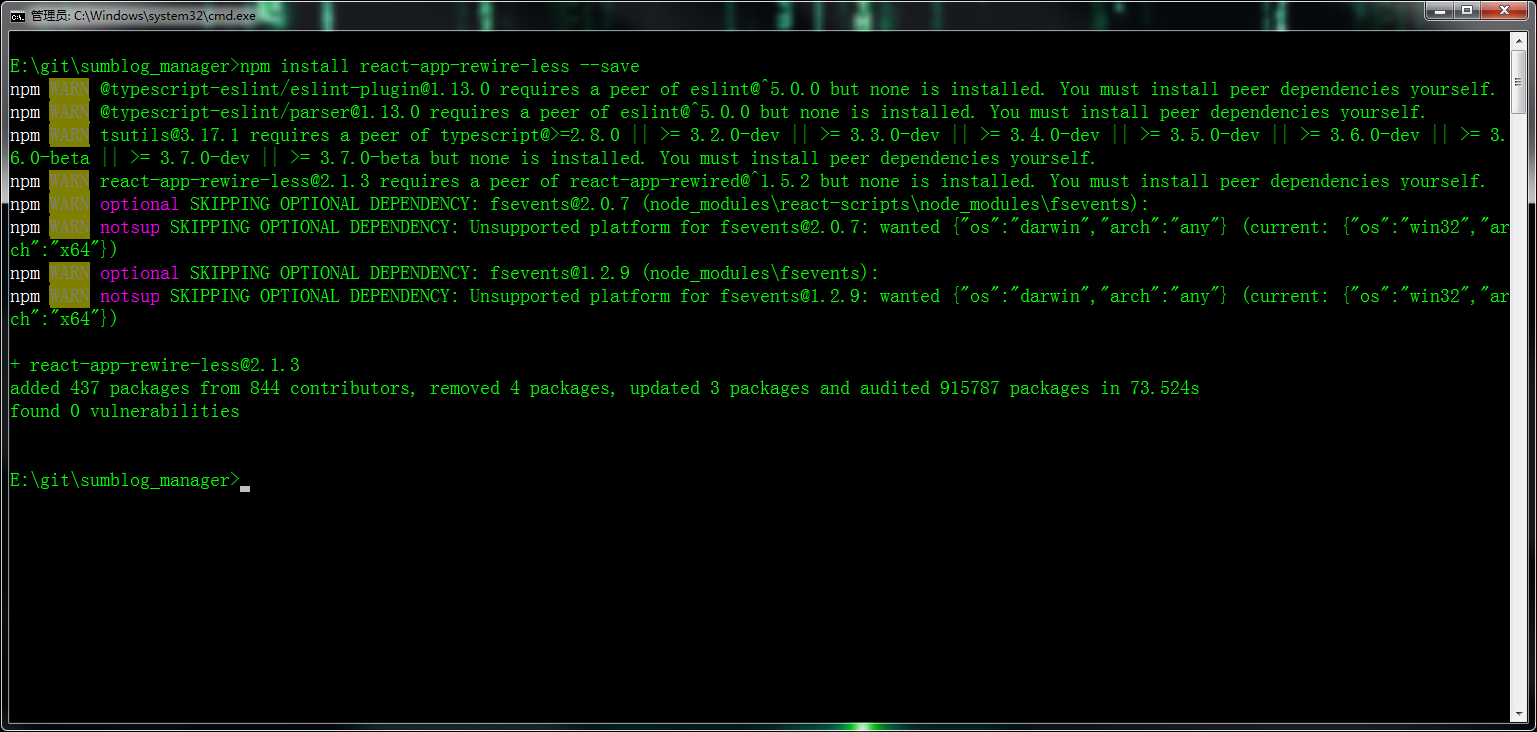 管理员: C:\Windows\system32\cmd.exe
E:\git\sumblog_manager>npm install react-app-rewire-less --save
npm WARN @typescript-eslint/eslint-plugin@1.13.0 requires a peer of eslint@^5.0.0 but none is installed. You must install peer dependencies yourself.
npm WARN @typescript-eslint/parser@1.13.0 requires a peer of eslint@^5.0.0 but none is installed. You must install peer dependencies yourself.
npm WARN tsutils@3.17.1 requires a peer of typescript@>=2.8.0 || >= 3.2.0-dev || >= 3.3.0-dev || >= 3.4.0-dev || >= 3.5.0-dev || >= 3.6.0-dev || >= 3.
6.0-beta || >= 3.7.0-dev || >= 3.7.0-beta but none is installed. You must install peer dependencies yourself.
npm WARN react-app-rewire-less@2.1.3 requires a peer of react-app-rewired@^1.5.2 but none is installed. You must install peer dependencies yourself.
npm WARN optional SKIPPING OPTIONAL DEPENDENCY: fsevents@2.0.7 (node_modules\react-scripts\node_modules\fsevents):
npm WARN notsup SKIPPING OPTIONAL DEPENDENCY: Unsupported platform for fsevents@2.0.7: wanted {"os":"darwin","arch":"any"} (current: {"os":"win32","ar
ch":"x64"})
npm WARN optional SKIPPING OPTIONAL DEPENDENCY: fsevents@1.2.9 (node_modules\fsevents):
npm WARN notsup SKIPPING OPTIONAL DEPENDENCY: Unsupported platform for fsevents@1.2.9: wanted {"os":"darwin","arch":"any"} (current: {"os":"win32","ar
ch":"x64"})
+ react-app-rewire-less@2.1.3
added 437 packages from 844 contributors, removed 4 packages, updated 3 packages and audited 915787 packages in 73.524s
found 0 vulnerabilities
E:\git\sumblog_manager>